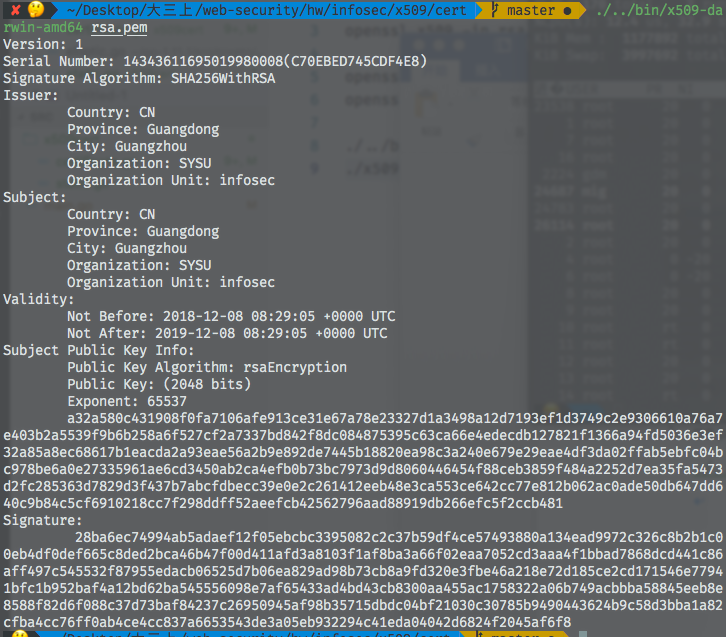 ✘ 🤔 ~/Desktop/大三上/web-security/hw/infosec/x509/cert master ● ./../bin/x509-da
rwin-amd64 rsa.pem
Version: 1
Serial Number: 14343611695019980008(C70EBED745CDF4E8)
Signature Algorithm: SHA256WithRSA
Issuer:
Country: CN
Province: Guangdong
City: Guangzhou
Organization: SYSU
Organization Unit: infosec
Subject:
Country: CN
Province: Guangdong
City: Guangzhou
Organization: SYSU
Organization Unit: infosec
Validity:
Not Before: 2018-12-08 08:29:05 +0000 UTC
Not After: 2019-12-08 08:29:05 +0000 UTC
Subject Public Key Info:
Public Key Algorithm: rsaEncryption
Public Key: (2048 bits)
Exponent: 65537
a32a580c431908f0fa7106afe913ce31e67a78e23327d1a3498a12d7193ef1d3749c2e9306610a76a7
e403b2a5539f9b6b258a6f527cf2a7337bd842f8dc084875395c63ca66e4edecdb127821f1366a94fd5036e3ef
32a85a8ec68617b1eacda2a93eae56a2b9e892de7445b18820ea98c3a240e679e29eae4df3da02ffab5ebfc04b
c978be6a0e27335961ae6cd3450ab2ca4efb0b73bc7973d9d8060446454f88ceb3859f484a2252d7ea35fa5473
d2fc285363d7829d3f437b7abcfdbecc39e0e2c261412eeb48e3ca553ce642cc77e812b062ac0ade50db647dd6
40c9b84c5cf6910218cc7f298ddff52aeefcb42562796aad88919db266efc5f2ccb481
Signature:
28ba6ec74994ab5adaef12f05ebcbc3395082c2c37b59df4ce57493880a134ead9972c326c8b2b1c0
0eb4df0def665c8ded2bca46b47f00d411afd3a8103f1af8ba3a66f02eaa7052cd3aaa4f1bbad7868dcd441c86
aff497c545532f87955edacb06525d7b06ea829ad98b73cb8a9fd320e3fbe46a218e72d185ce2cd171546e7794
1bfc1b952baf4a12bd62ba545556098e7af65433ad4bd43cb8300aa455ac1758322a06b749acbbba58845eeb8e
8588f82d6f088c37d73baf84237c26950945af98b35715dbdc04bf21030c30785b9490443624b9c58d3bba1a82
cfba4cc76ff0ab4ce4cc837a6653543de3a05eb932294c41eda04042d6824f2045af6f8